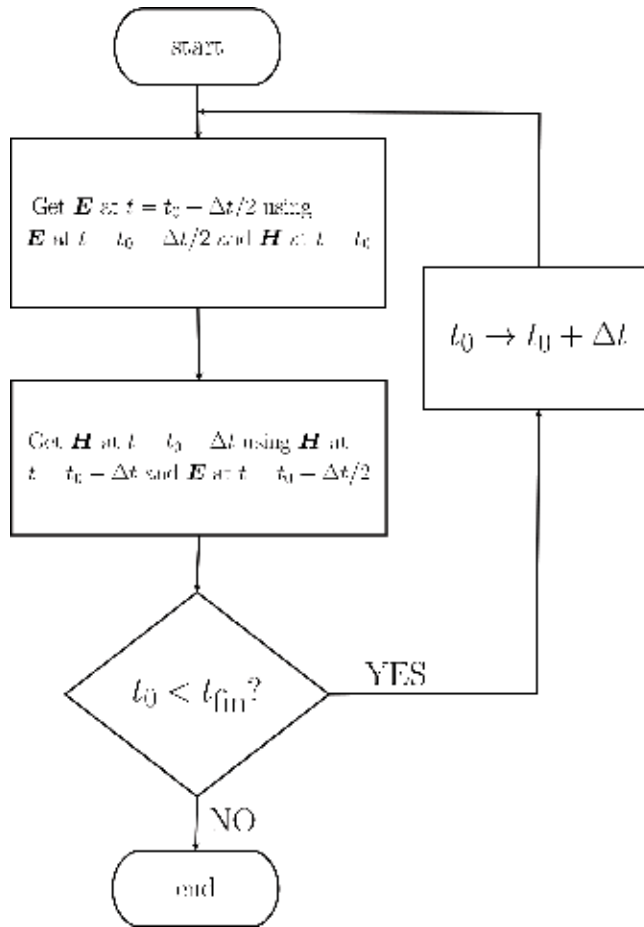 start
Get E at t = t₀ − Δt/2 using
E at t t₀ Δt/2 and H at t t₀
t₀ → t₀ + Δt
Get H at t t₀ Δt using H at
t t₀ − Δt and E at t t₀ − Δt/2
t₀ < t_fin?
YES
NO
end